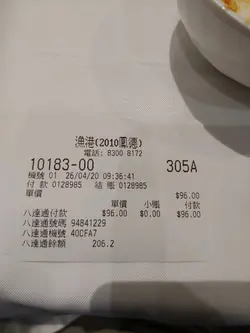 漁港(2010鳳德)
電話: 8300 8172
10183-00 305A
機號 01 26/04/20 09:36:41
付款 0128985 結帳 0128985
單價 $96.00
單價 小賬 付款
八達通付款 $96.00 $0.00 $96.00
八達通號碼 94841229
八達通機號 40CFA7
八達通餘額 206.2